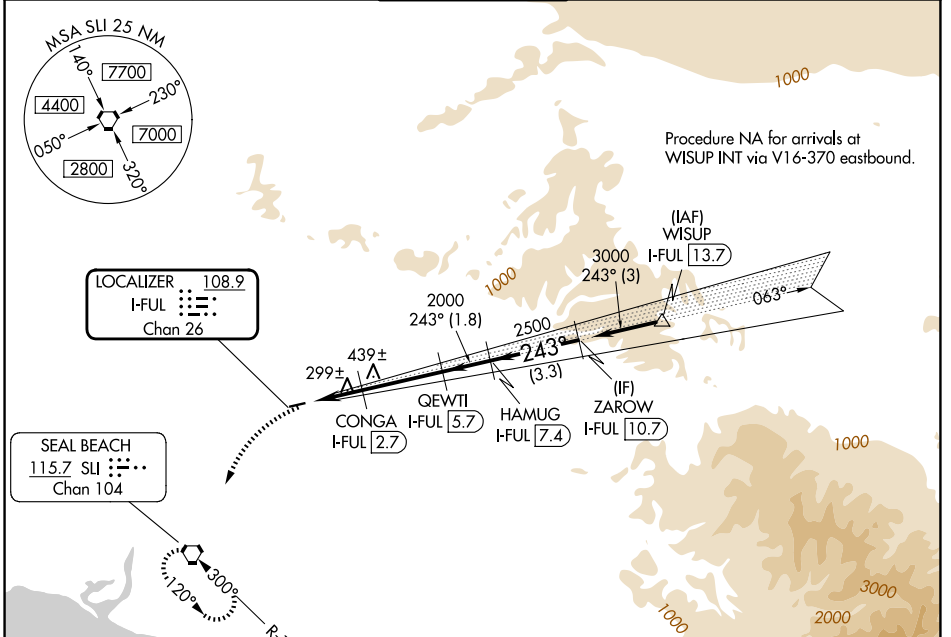 MSA SLI 25 NM
140°
7700
230°
4400
7000
050°
2800
320°
1000
Procedure NA for arrivals at
WISUP INT via V16-370 eastbound.
(IAF)
WISUP
I-FUL 13.7
3000
243° (3)
063°
1000
LOCALIZER 108.9
I-FUL
Chan 26
2000
243° (1.8)
2500
243°
(3.3)
439±
299±
CONGA
I-FUL 2.7
QEWTI
I-FUL 5.7
HAMUG
I-FUL 7.4
(IF)
ZAROW
I-FUL 10.7
SEAL BEACH
115.7 SLI
Chan 104
1000
300°
120°
1000
3000
2000